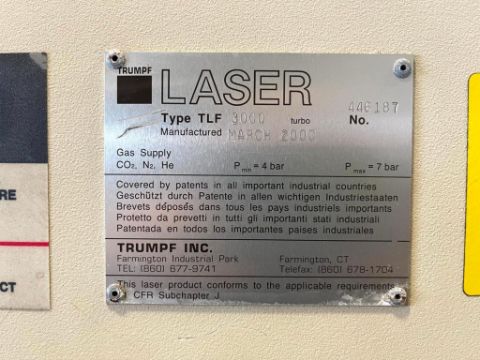 TRUMPF
LASER
Type TLF 3000 turbo No. 446187
Manufactured MARCH 2000
Gas Supply
CO₂, N₂, He P min = 4 bar P max = 7 bar
Covered by patents in all important industrial countries
Geschützt durch Patente in allen wichtigen Industriestaaten
Brevets déposés dans tous les pays industriels importants
Protetto da prevetti in tutti gli importanti stati industriali
Patentada en todos los importantes paises industriales
TRUMPF INC.
Farmington Industrial Park Farmington, CT
TEL: (860) 677-9741 Telefax: (860) 678-1704
This laser product conforms to the applicable requirements
CFR Subchapter J
RE
CT